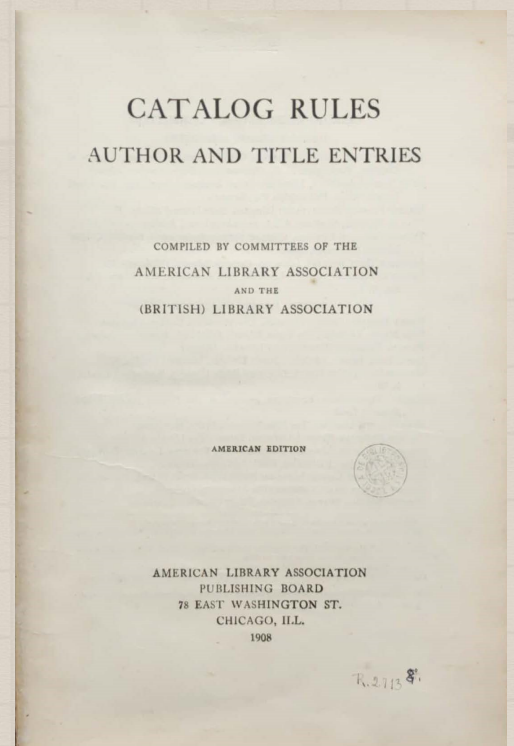 CATALOG RULES
AUTHOR AND TITLE ENTRIES
COMPILED BY COMMITTEES OF THE
AMERICAN LIBRARY ASSOCIATION
AND THE
(BRITISH) LIBRARY ASSOCIATION
AMERICAN EDITION
AMERICAN LIBRARY ASSOCIATION
PUBLISHING BOARD
78 EAST WASHINGTON ST.
CHICAGO, ILL.
1908